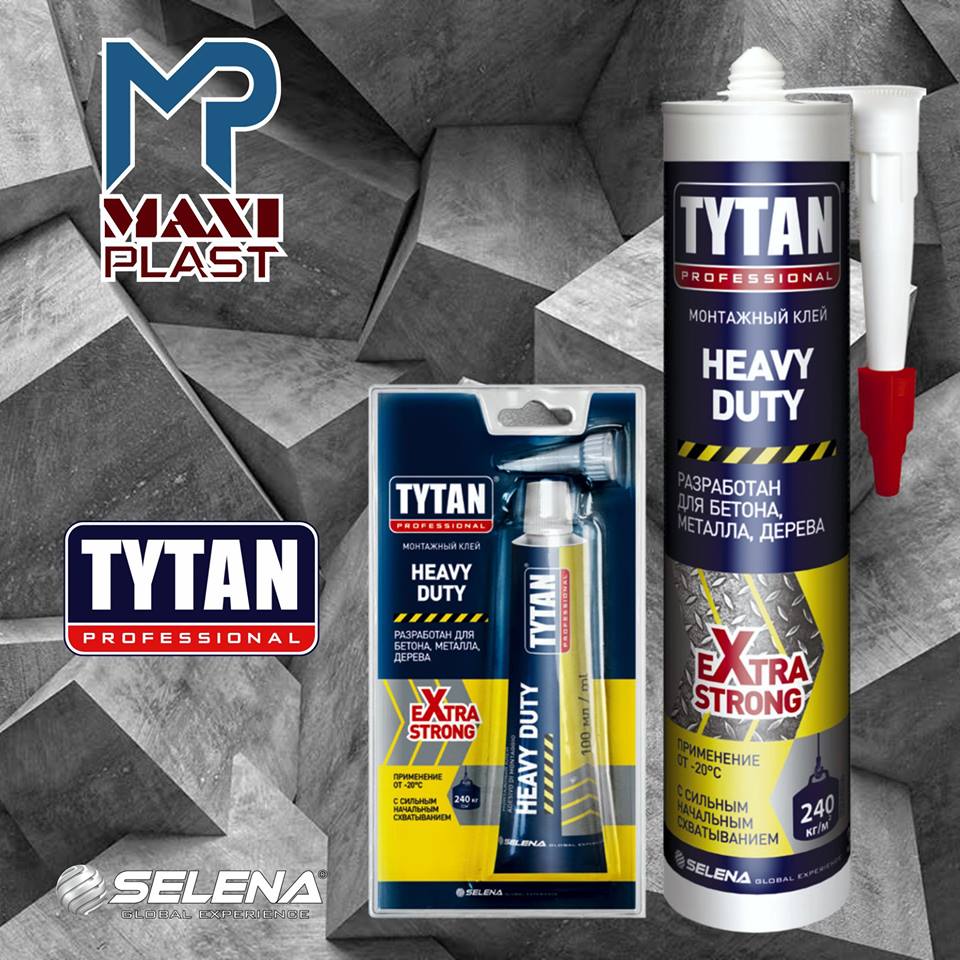 MP
MAXI
PLAST
TYTAN
PROFESSIONAL
SELENA
GLOBAL EXPERIENCE
TYTAN
PROFESSIONAL
МОНТАЖНЫЙ КЛЕЙ
HEAVY
DUTY
РАЗРАБОТАН ДЛЯ
БЕТОНА, МЕТАЛЛА,
ДЕРЕВА
EXTRA
STRONG
ПРИМЕНЕНИЕ
ОТ -20°C
С СИЛЬНЫМ
НАЧАЛЬНЫМ
СХВАТЫВАНИЕМ
240 кг
SELENA
TYTAN
PROFESSIONAL
HEAVY DUTY
100 мл / ml
SELENA
TYTAN
PROFESSIONAL
МОНТАЖНЫЙ КЛЕЙ
HEAVY
DUTY
РАЗРАБОТАН
ДЛЯ БЕТОНА,
МЕТАЛЛА, ДЕРЕВА
EXTRA
STRONG
ПРИМЕНЕНИЕ
ОТ -20°C
С СИЛЬНЫМ
НАЧАЛЬНЫМ
СХВАТЫВАНИЕМ
240
кг/м²
SELENA GLOBAL EXPERIENCE